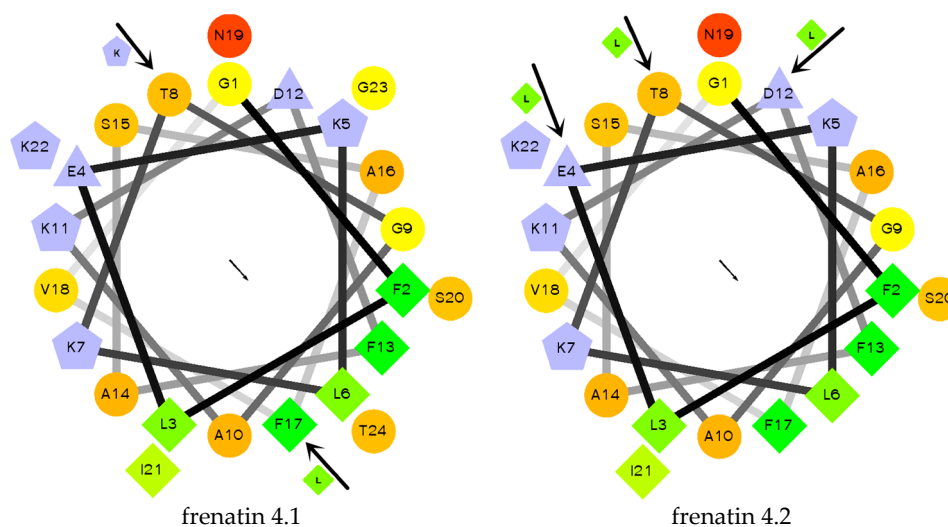 K
N19
G1
T8
D12
G23
S15
K5
K22
E4
A16
K11
G9
V18
F2
S20
K7
F13
A14
L6
L3
A10
F17
T24
I21
L
frenatin 4.1
L
L
L
N19
G1
T8
D12
S15
K5
K22
E4
A16
K11
G9
V18
F2
S20
K7
F13
A14
L6
L3
A10
F17
I21
frenatin 4.2